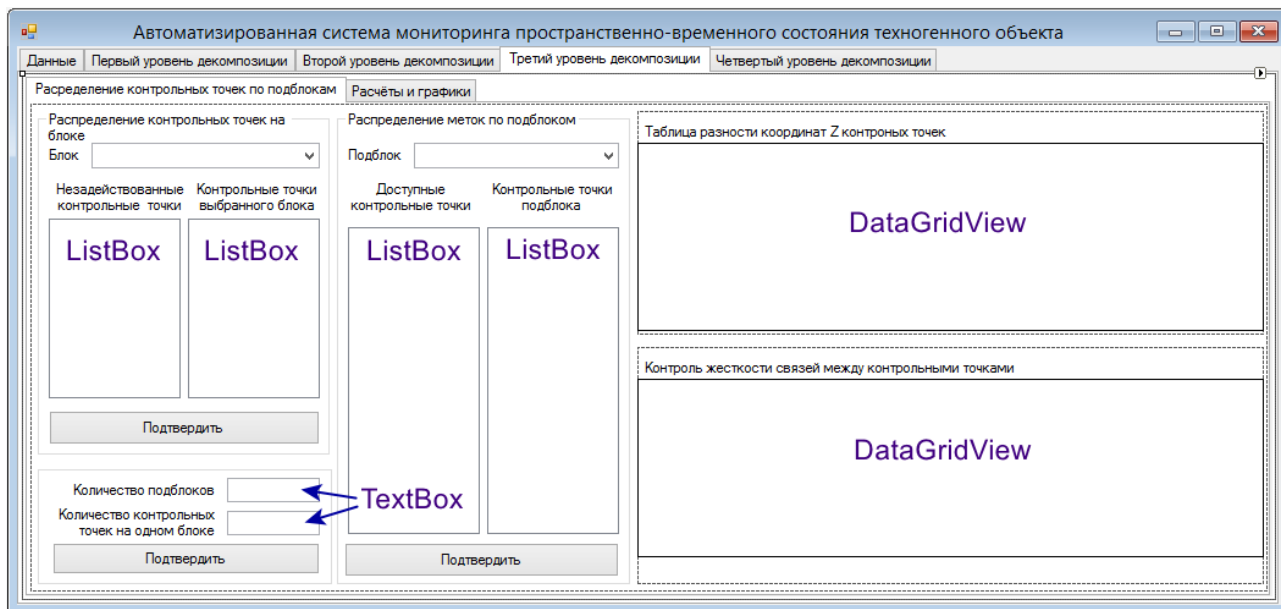 Автоматизированная система мониторинга пространственно-временного состояния техногенного объекта
Данные
Первый уровень декомпозиции
Второй уровень декомпозиции
Третий уровень декомпозиции
Четвертый уровень декомпозиции
Распределение контрольных точек по подблокам
Расчёты и графики
Распределение контрольных точек на
блоке
Блок
Незадействованные
контрольные точки
Контрольные точки
выбранного блока
ListBox
ListBox
Подтвердить
Количество подблоков
Количество контрольных
точек на одном блоке
Подтвердить
Распределение меток по подблоком
Подблок
Доступные
контрольные точки
Контрольные точки
подблока
ListBox
ListBox
TextBox
Подтвердить
Таблица разности координат Z контроных точек
DataGridView
Контроль жесткости связей между контрольными точками
DataGridView